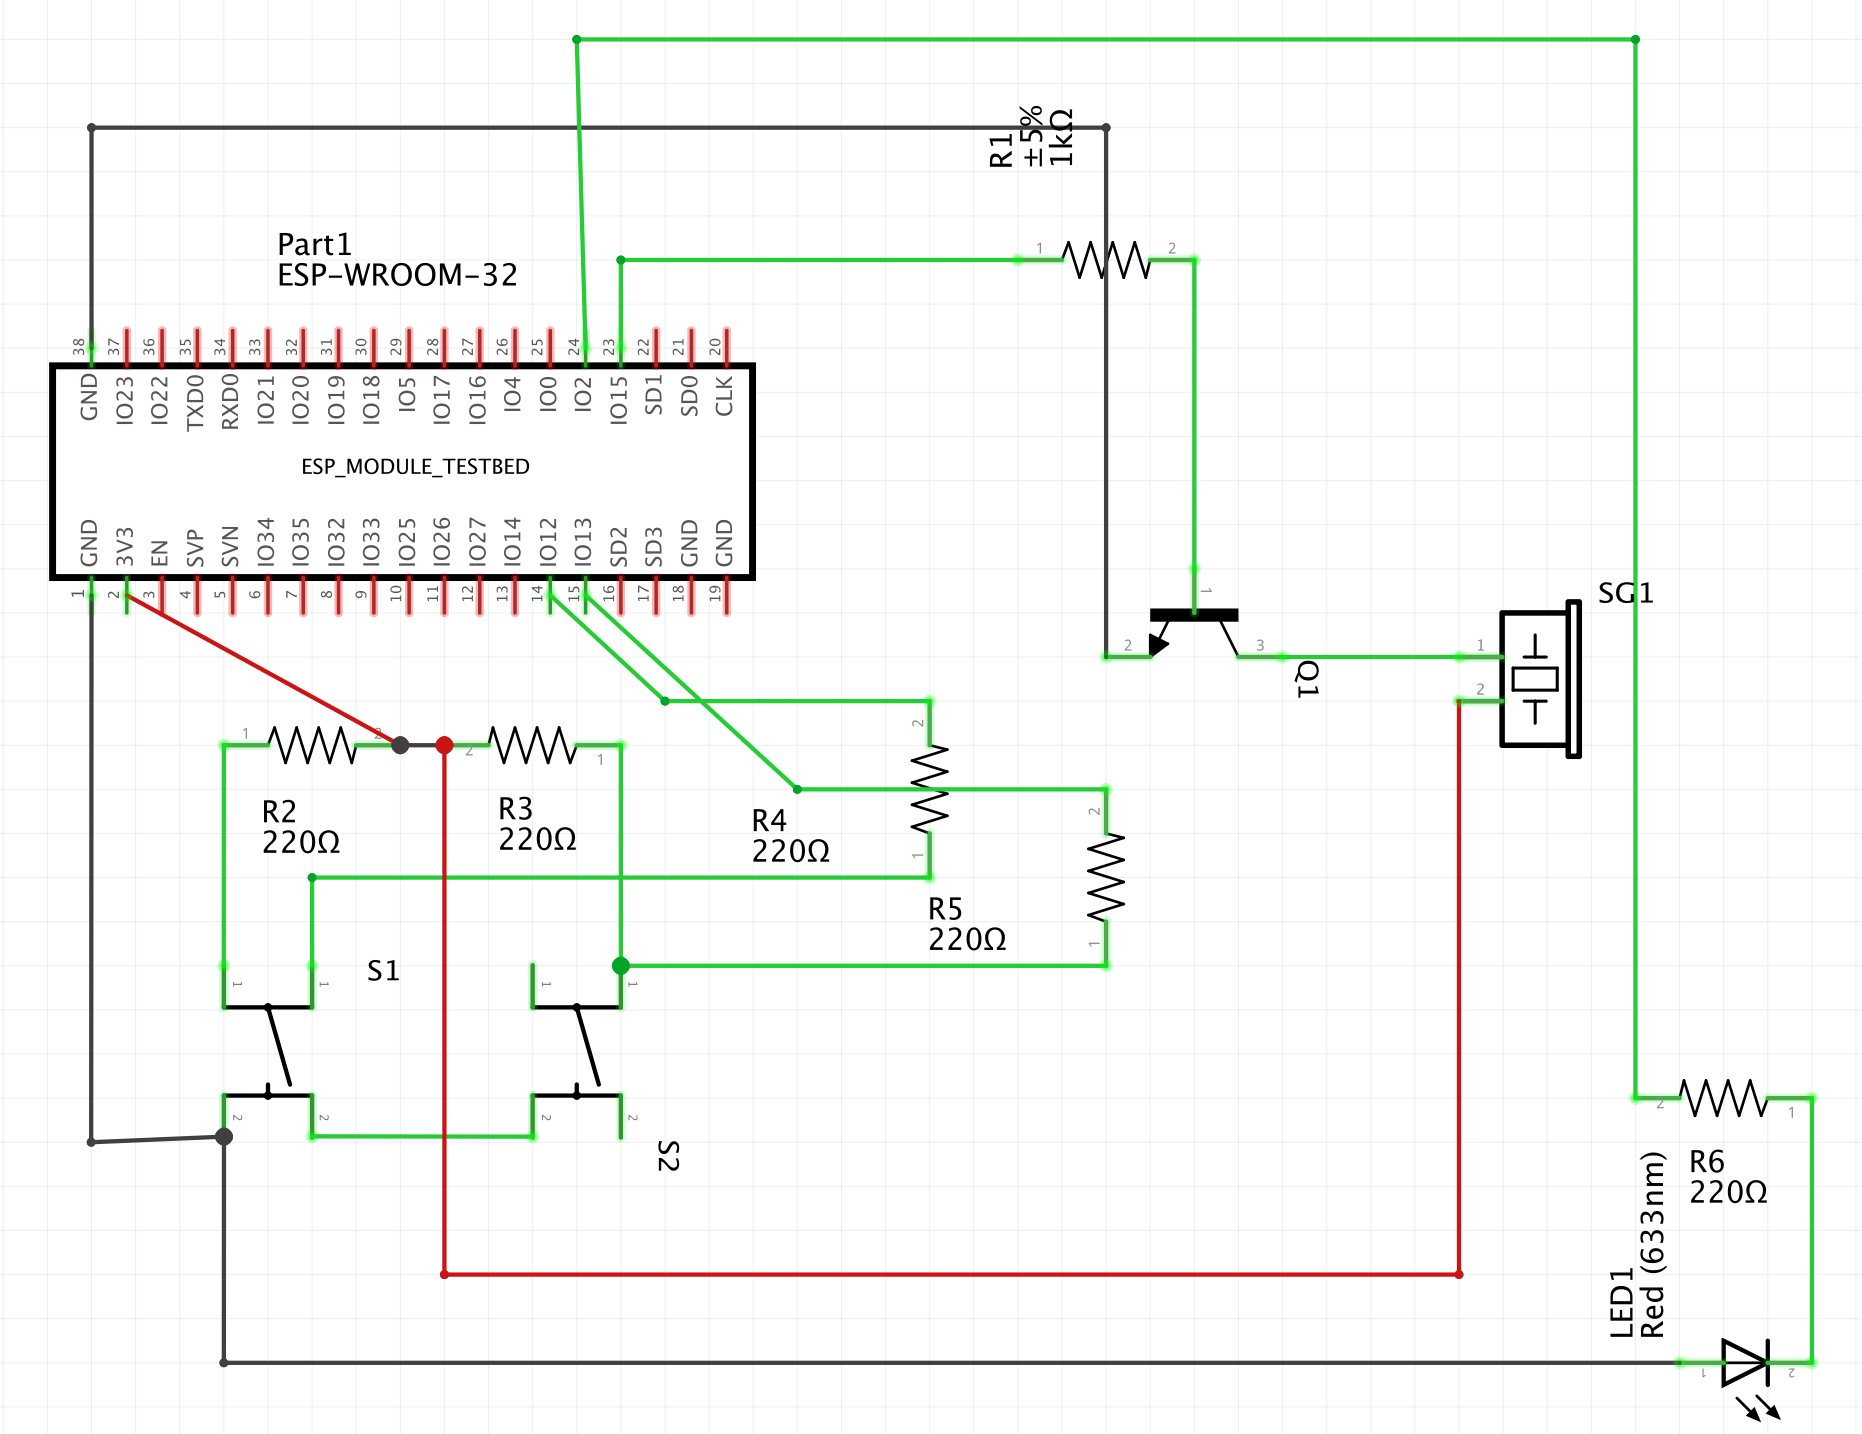 R1
±5%
1kΩ
Part1
ESP-WROOM-32
1 2
38 37 36 35 34 33 32 31 30 29 28 27 26 25 24 23 22 21 20
GND IO23 IO22 TXD0 RXD0 IO21 IO20 IO19 IO18 IO5 IO17 IO16 IO4 IO0 IO2 IO15 SD1 SD0 CLK
ESP_MODULE_TESTBED
GND 3V3 EN SVP SVN IO34 IO35 IO32 IO33 IO25 IO26 IO27 IO14 IO12 IO13 SD2 SD3 GND GND
1 2 3 4 5 6 7 8 9 10 11 12 13 14 15 16 17 18 19
1
SG1
2 3
Q1
1
2
1 2
2 1
2
1
R2
220Ω
R3
220Ω
R4
220Ω
2
1
R5
220Ω
S1
1 1
1 1
2 2
2 2
S2
2 1
R6
220Ω
LED1
Red (633nm)
1 2